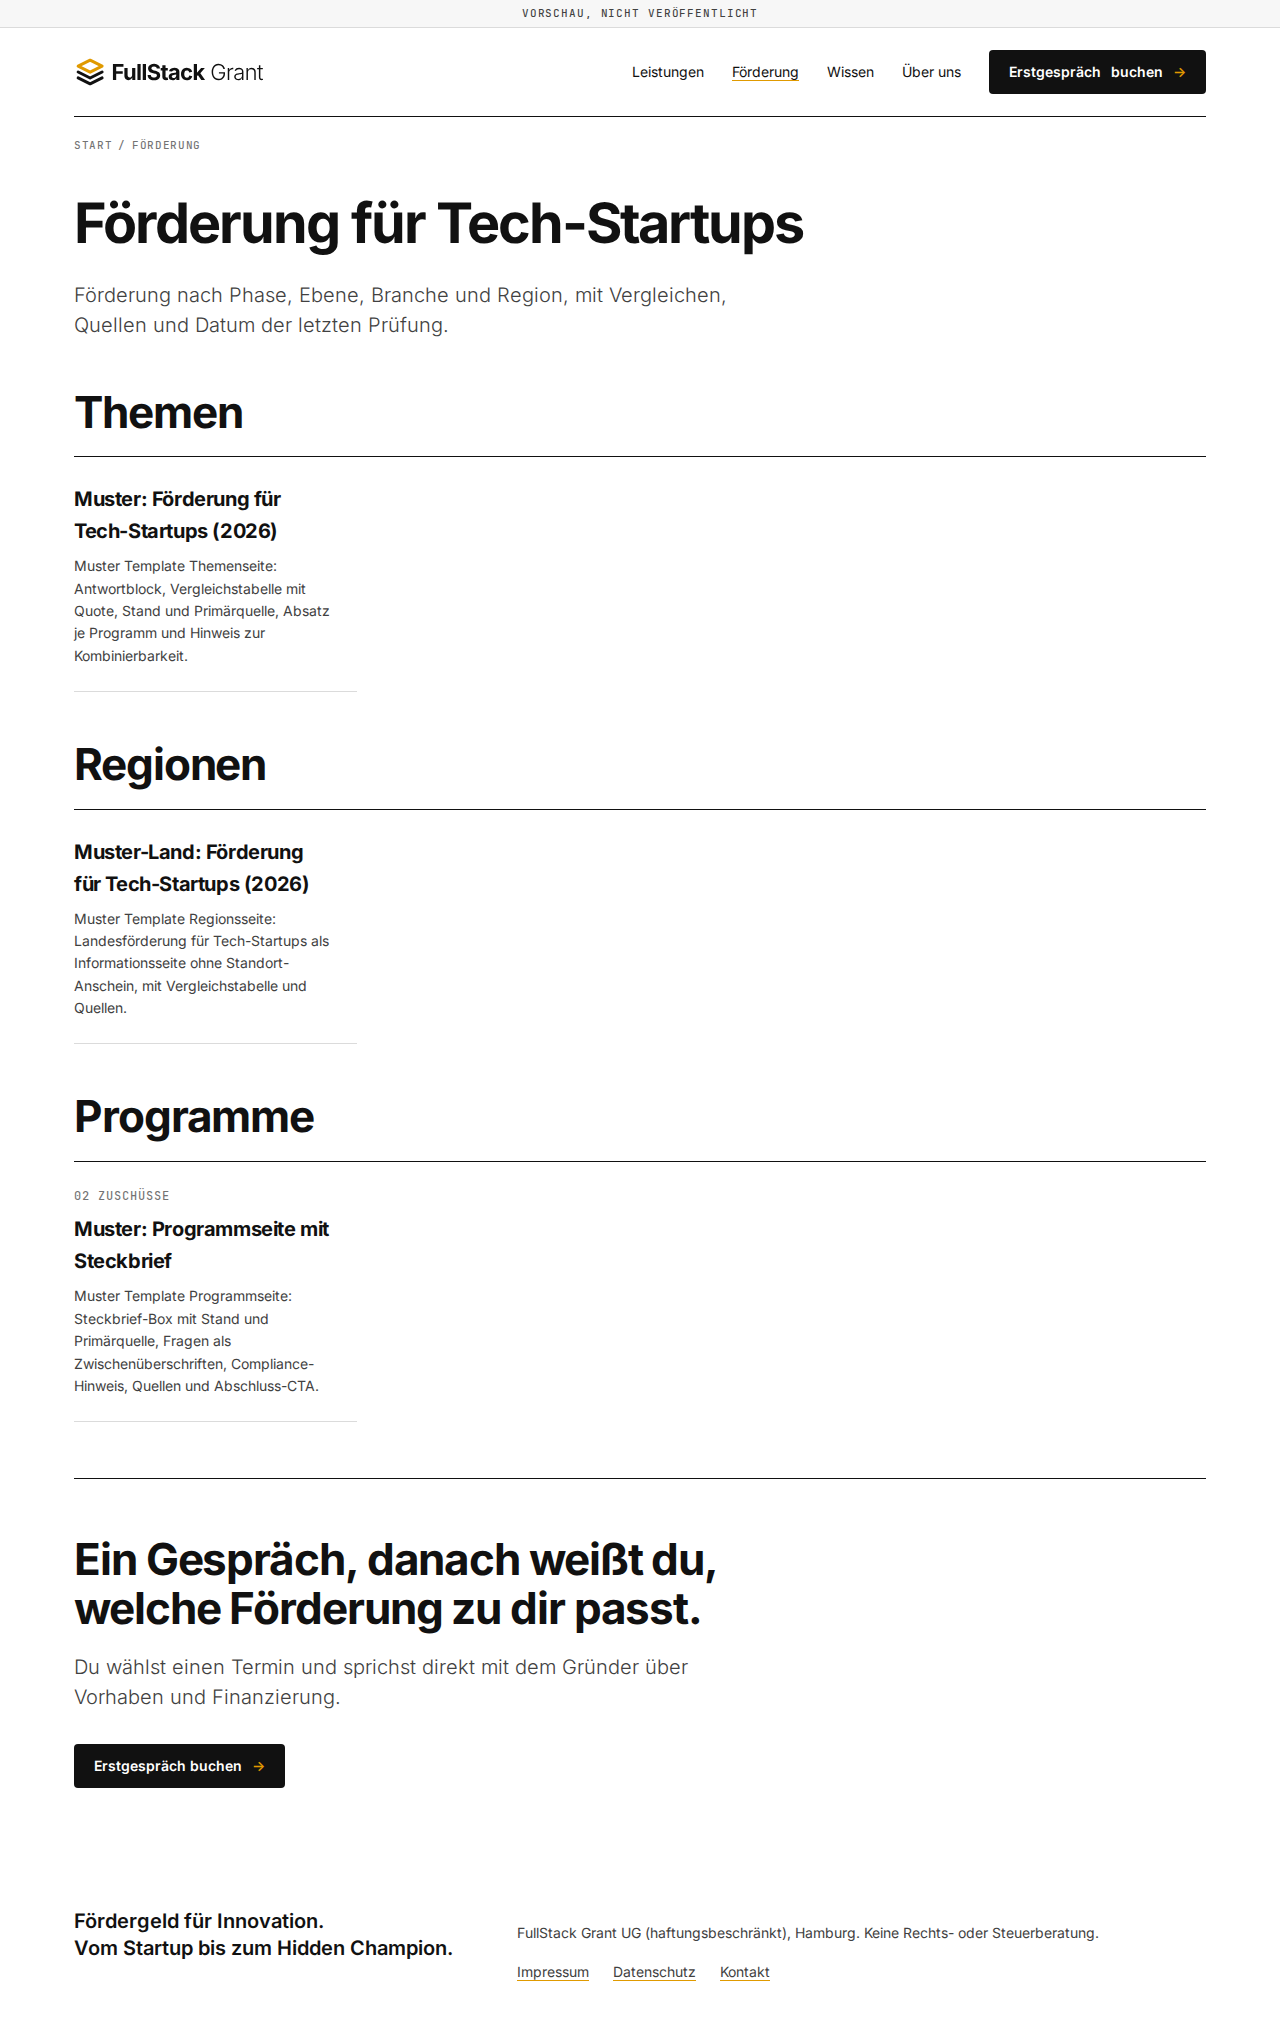 VORSCHAU, NICHT VERÖFFENTLICHT
FullStack Grant
Leistungen Förderung Wissen Über uns Erstgespräch buchen →
START / FÖRDERUNG
Förderung für Tech-Startups
Förderung nach Phase, Ebene, Branche und Region, mit Vergleichen,
Quellen und Datum der letzten Prüfung.
Themen
Muster: Förderung für
Tech-Startups (2026)
Muster Template Themenseite:
Antwortblock, Vergleichstabelle mit
Quote, Stand und Primärquelle, Absatz
je Programm und Hinweis zur
Kombinierbarkeit.
Regionen
Muster-Land: Förderung
für Tech-Startups (2026)
Muster Template Regionsseite:
Landesförderung für Tech-Startups als
Informationsseite ohne Standort-
Anschein, mit Vergleichstabelle und
Quellen.
Programme
02 ZUSCHÜSSE
Muster: Programmseite mit
Steckbrief
Muster Template Programmseite:
Steckbrief-Box mit Stand und
Primärquelle, Fragen als
Zwischenüberschriften, Compliance-
Hinweis, Quellen und Abschluss-CTA.
Ein Gespräch, danach weißt du,
welche Förderung zu dir passt.
Du wählst einen Termin und sprichst direkt mit dem Gründer über
Vorhaben und Finanzierung.
Erstgespräch buchen →
Fördergeld für Innovation.
Vom Startup bis zum Hidden Champion.
FullStack Grant UG (haftungsbeschränkt), Hamburg. Keine Rechts- oder Steuerberatung.
Impressum Datenschutz Kontakt